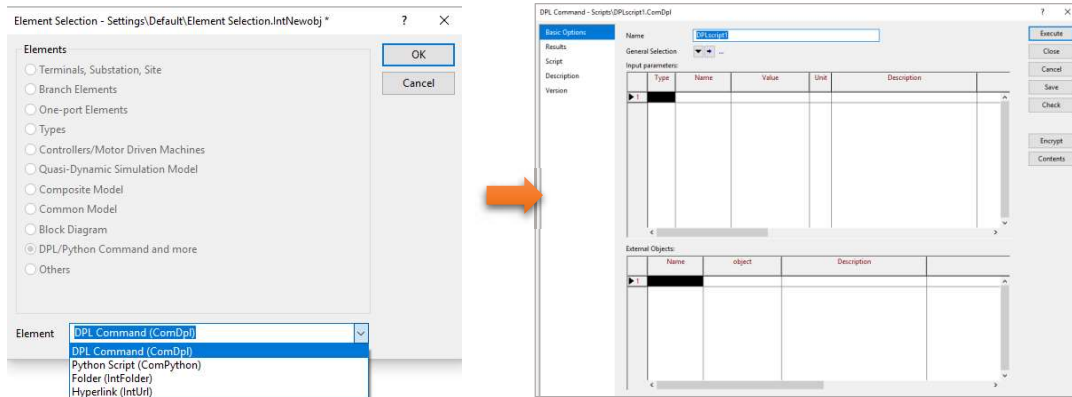 Element Selection - Settings\Default\Element Selection.IntNewobj *
? ×
Elements
Terminals, Substation, Site
Branch Elements
One-port Elements
Types
Controllers/Motor Driven Machines
Quasi-Dynamic Simulation Model
Composite Model
Common Model
Block Diagram
DPL/Python Command and more
Others
OK
Cancel
Element
DPL Command (ComDpl)
DPL Command (ComDpl)
Python Script (ComPython)
Folder (IntFolder)
Hyperlink (IntUrl)
DPL Command - Scripts\DPLscript1.ComDpl
? ×
Basic Options
Results
Script
Description
Version
Name
DPLscript1
General Selection
...
Input parameters:
Type Name Value Unit Description
1
External Objects:
Name object Description
1
Execute
Close
Cancel
Save
Check
Encrypt
Contents